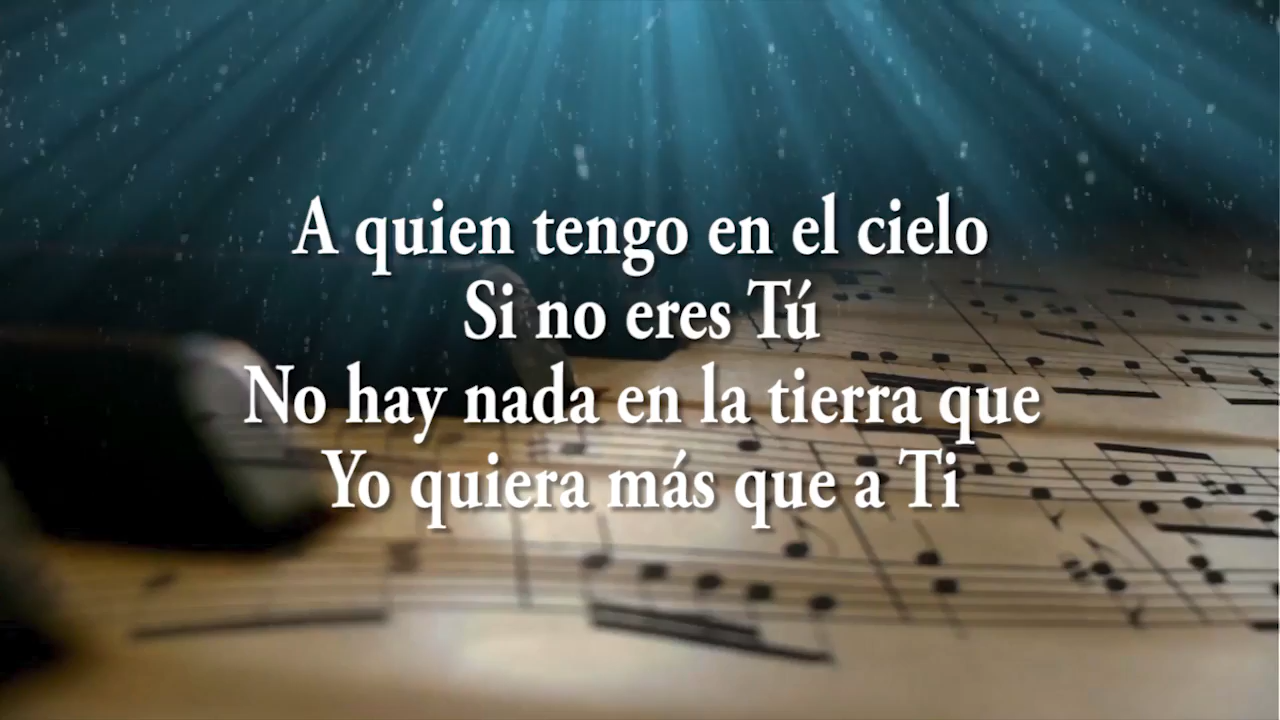 A quien tengo en el cielo
Si no eres Tú
No hay nada en la tierra que
Yo quiera más que a Ti